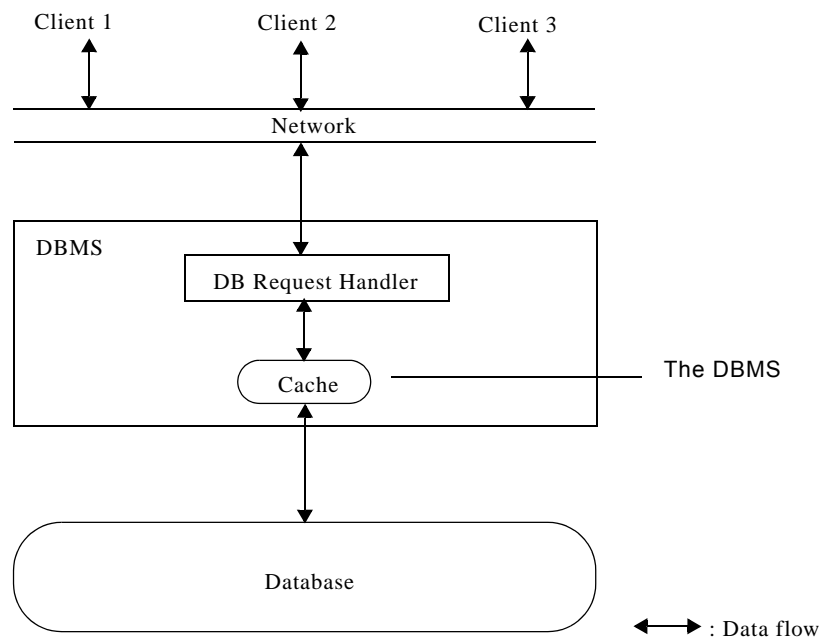 Client 1
Client 2
Client 3
Network
DBMS
DB Request Handler
Cache
The DBMS
Database
: Data flow